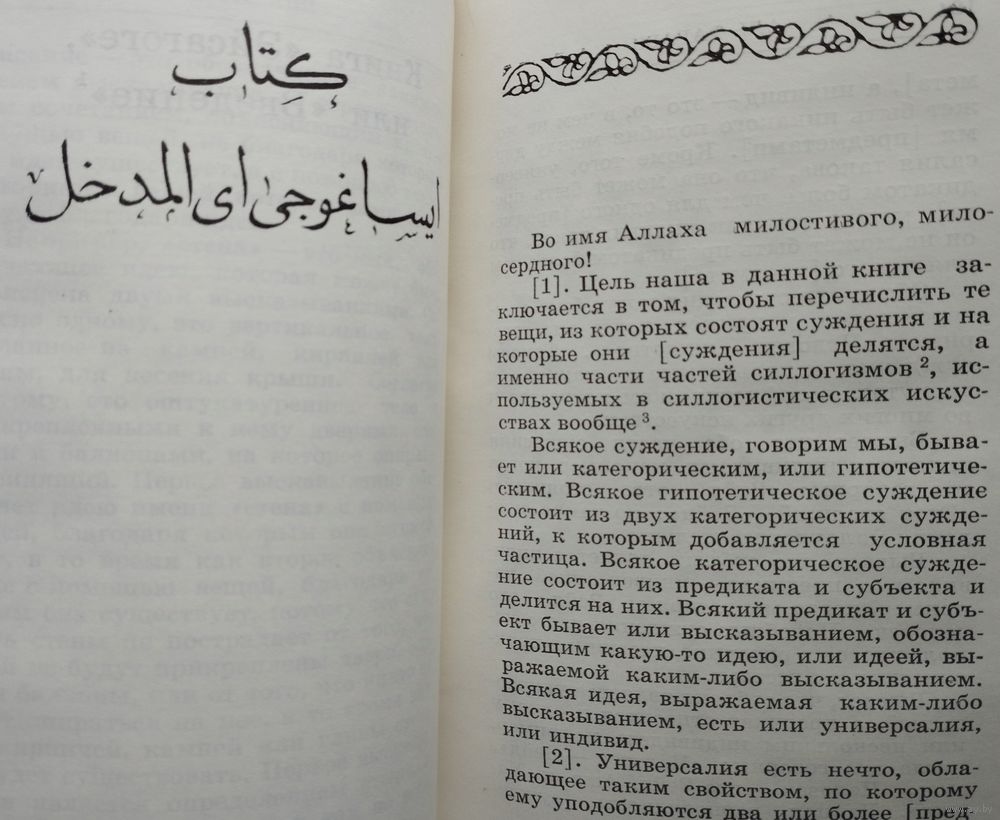 كتاب
ايساغوجى اى المدخل
Во имя Аллаха милостивого, мило-
сердного!
[1]. Цель наша в данной книге за-
ключается в том, чтобы перечислить те
вещи, из которых состоят суждения и на
которые они [суждения] делятся, а
именно части частей силлогизмов 2, ис-
пользуемых в силлогистических искус-
ствах вообще 3.
Всякое суждение, говорим мы, быва-
ет или категорическим, или гипотетиче-
ским. Всякое гипотетическое суждение
состоит из двух категорических сужде-
ний, к которым добавляется условная
частица. Всякое категорическое сужде-
ние состоит из предиката и субъекта и
делится на них. Всякий предикат и субъ-
ект бывает или высказыванием, обозна-
чающим какую-то идею, или идеей, вы-
ражаемой каким-либо высказыванием.
Всякая идея, выражаемая каким-либо
высказыванием, есть или универсалия,
или индивид.
[2]. Универсалия есть нечто, обла-
дающее таким свойством, по которому
ему уподобляются два или более [пред-